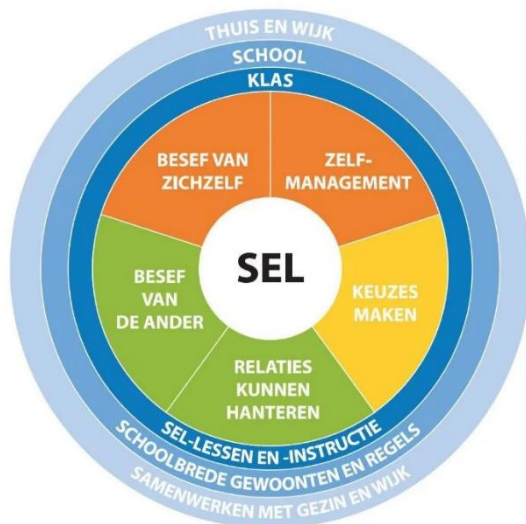 THUIS EN WIJK
SCHOOL
KLAS
BESEF VAN
ZICHZELF
ZELF-
MANAGEMENT
SEL
BESEF
VAN
DE ANDER
KEUZES
MAKEN
RELATIES
KUNNEN
HANTEREN
SEL-LESSEN EN -INSTRUCTIE
SCHOOLBREDE GEWOONTEN EN REGELS
SAMENWERKEN MET GEZIN EN WIJK